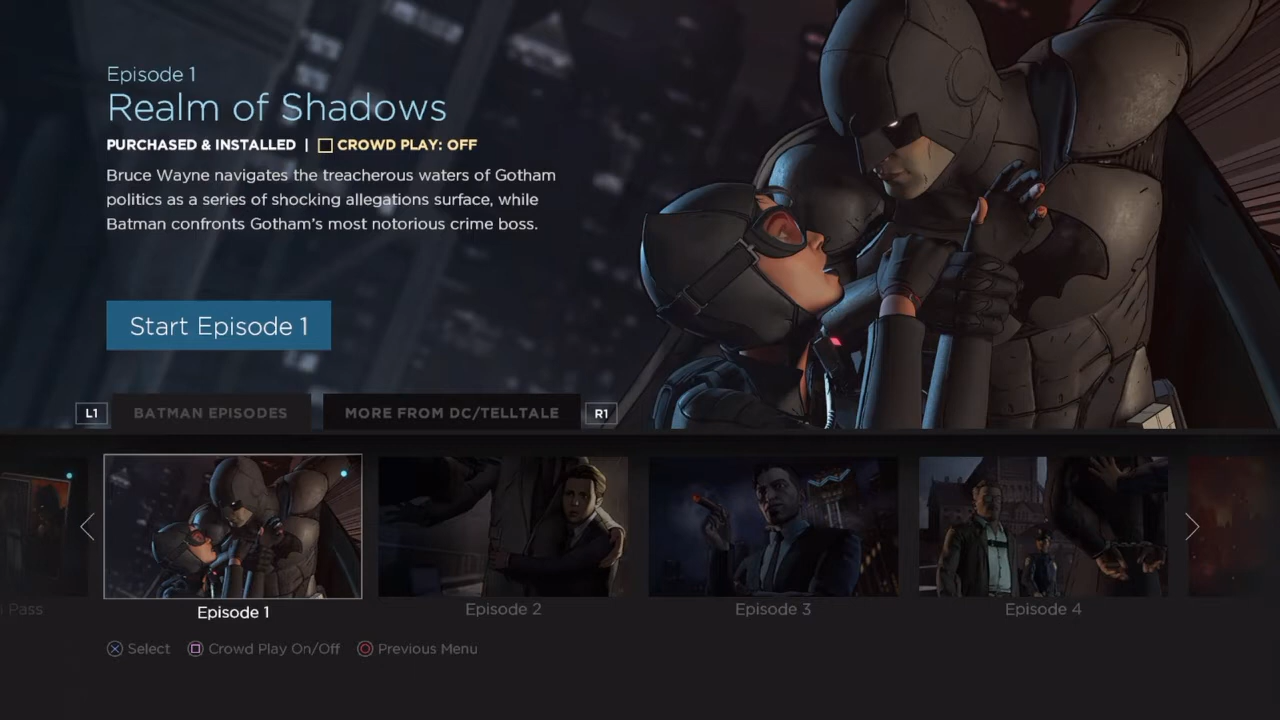 Episode 1
Realm of Shadows
PURCHASED & INSTALLED | CROWD PLAY: OFF
Bruce Wayne navigates the treacherous waters of Gotham
politics as a series of shocking allegations surface, while
Batman confronts Gotham's most notorious crime boss.
Start Episode 1
L1 BATMAN EPISODES MORE FROM DC/TELLTALE R1
Pass Episode 1 Episode 2 Episode 3 Episode 4
Select Crowd Play On/Off Previous Menu